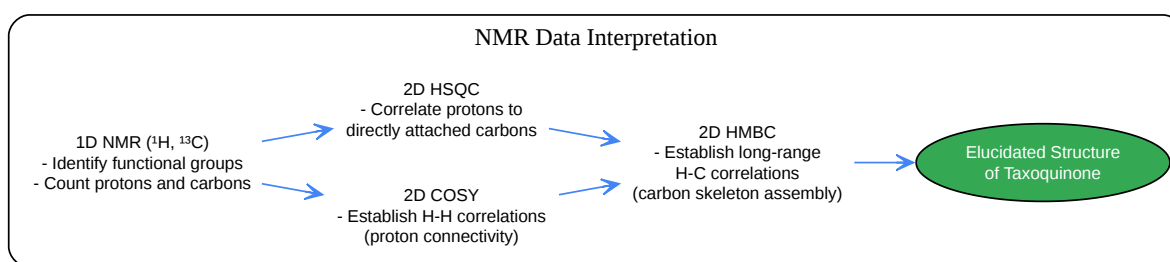 NMR Data Interpretation
1D NMR (¹H, ¹³C)
- Identify functional groups
- Count protons and carbons
2D HSQC
- Correlate protons to
directly attached carbons
2D COSY
- Establish H-H correlations
(proton connectivity)
2D HMBC
- Establish long-range
H-C correlations
(carbon skeleton assembly)
Elucidated Structure
of Taxoquinone